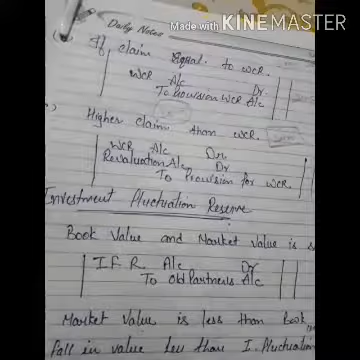 Daily Notes
Made With KINEMASTER
If claim equal to WCR.
WCR A/c Dr.
To Provision WCR A/c
Higher claim than WCR.
WCR A/c Dr.
Revaluation A/c Dr
To Provision for WCR.
Investment Fluctuation Reserve
Book Value and Market Value is
I.F.R. A/c Dr
To Old Partners A/c
Market Value is less than Book
fall in value less than I. Fluctuation